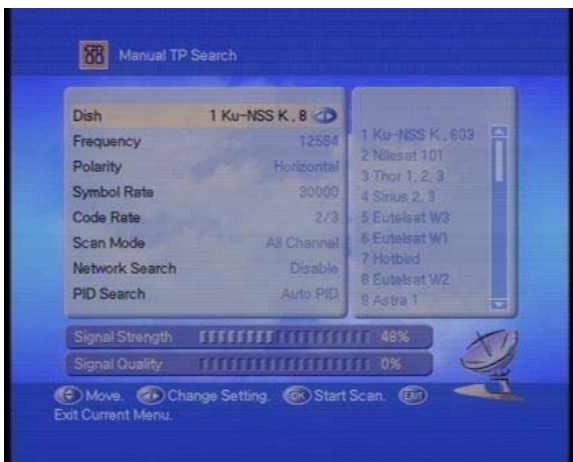 Manual TP Search
Dish 1 Ku-NSS K , 8
Frequency 12564
Polarity Horizontal
Symbol Rate 30000
Code Rate 2/3
Scan Mode All Channel
Network Search Disable
PID Search Auto PID
1 Ku-NSS K , 603
2 Nilesat 101
3 Thor 1, 2, 3
4 Sirius 2, 3
5 Eutelsat W3
6 Eutelsat W1
7 Hotbird
8 Eutelsat W2
9 Astra 1
Signal Strength 48%
Signal Quality 0%
Move. Change Setting. OK Start Scan. EXIT
Exit Current Menu.